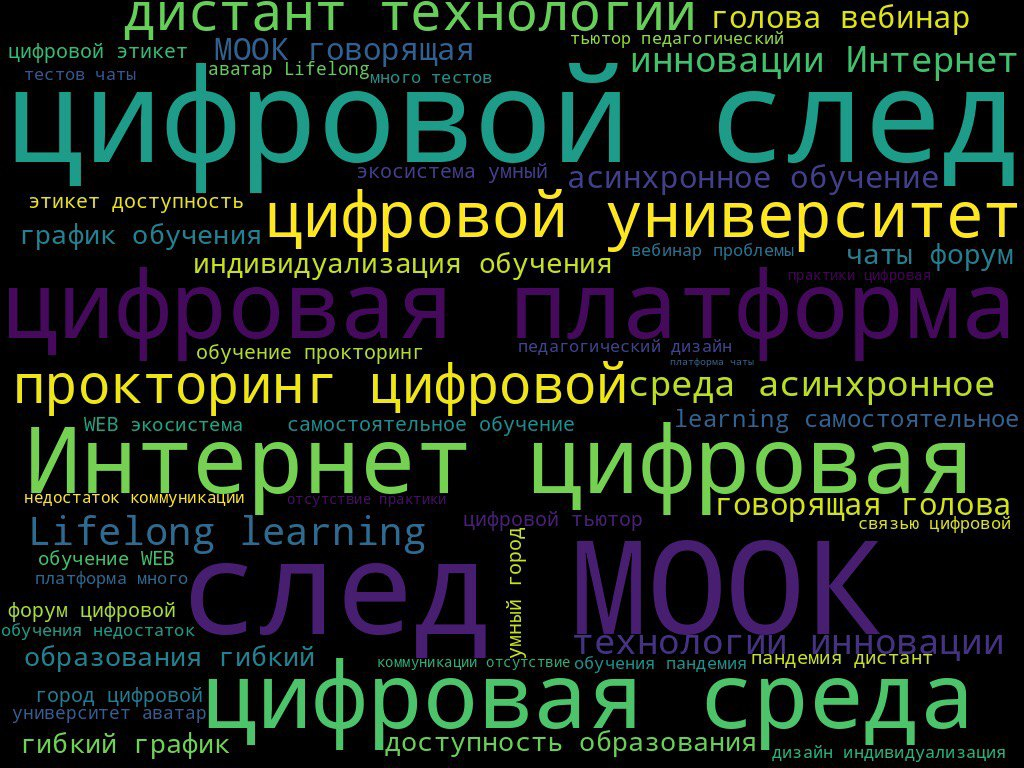 дистант технологии
голова вебинар
цифровой этикет
МООК говорящая
тьютор педагогический
инновации Интернет
тестов чаты
аватар Lifelong
много тестов
цифровой след
экосистема умный
асинхронное обучение
этикет доступность
цифровой университет
график обучения
вебинар проблемы
чаты форум
индивидуализация обучения
практики цифровая
цифровая платформа
обучение прокторинг
педагогический дизайн
платформа чаты
прокторинг цифровой
среда асинхронное
WEB экосистема
самостоятельное обучение
learning самостоятельное
Интернет цифровая
недостаток коммуникации
отсутствие практики
говорящая голова
Lifelong learning
цифровой тьютор
связью цифровой
умный город
обучение WEB
след МООК
платформа много
форум цифровой
обучения недостаток
технологии инновации
образования гибкий
коммуникации отсутствие
обучения пандемия
пандемия дистант
город цифровой
цифровая среда
университет аватар
гибкий график
доступность образования
дизайн индивидуализация